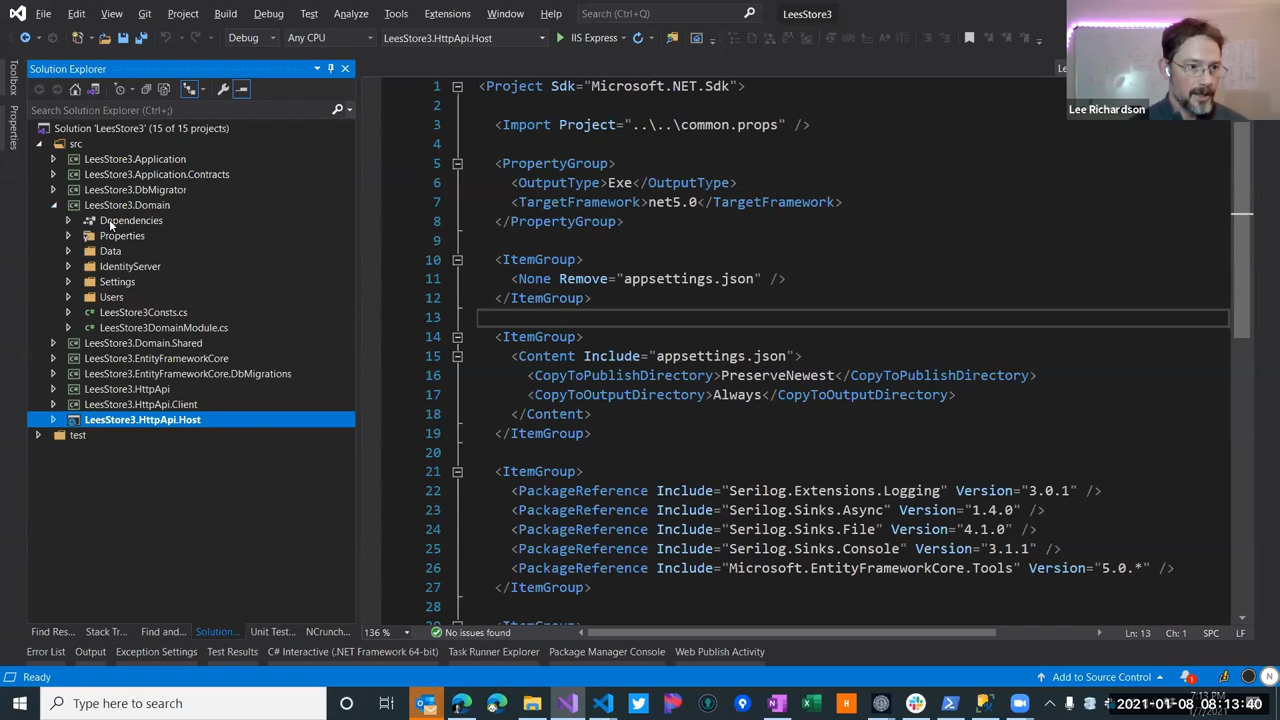 File Edit View Git Project Build Debug Test Analyze Tools Extensions Window Help Search (Ctrl+Q) LeesStore3
Debug Any CPU LeesStore3.HttpApi.Host IIS Express
Lee Richardson
Toolbox
Properties
Solution Explorer
Search Solution Explorer (Ctrl+;)
Solution 'LeesStore3' (15 of 15 projects)
src
LeesStore3.Application
LeesStore3.Application.Contracts
LeesStore3.DbMigrator
LeesStore3.Domain
Dependencies
Properties
Data
IdentityServer
Settings
Users
LeesStore3Consts.cs
LeesStore3DomainModule.cs
LeesStore3.Domain.Shared
LeesStore3.EntityFrameworkCore
LeesStore3.EntityFrameworkCore.DbMigrations
LeesStore3.HttpApi
LeesStore3.HttpApi.Client
LeesStore3.HttpApi.Host
test
1 <Project Sdk="Microsoft.NET.Sdk">
2
3 <Import Project="..\..\common.props" />
4
5 <PropertyGroup>
6 <OutputType>Exe</OutputType>
7 <TargetFramework>net5.0</TargetFramework>
8 </PropertyGroup>
9
10 <ItemGroup>
11 <None Remove="appsettings.json" />
12 </ItemGroup>
13
14 <ItemGroup>
15 <Content Include="appsettings.json">
16 <CopyToPublishDirectory>PreserveNewest</CopyToPublishDirectory>
17 <CopyToOutputDirectory>Always</CopyToOutputDirectory>
18 </Content>
19 </ItemGroup>
20
21 <ItemGroup>
22 <PackageReference Include="Serilog.Extensions.Logging" Version="3.0.1" />
23 <PackageReference Include="Serilog.Sinks.Async" Version="1.4.0" />
24 <PackageReference Include="Serilog.Sinks.File" Version="4.1.0" />
25 <PackageReference Include="Serilog.Sinks.Console" Version="3.1.1" />
26 <PackageReference Include="Microsoft.EntityFrameworkCore.Tools" Version="5.0.*" />
27 </ItemGroup>
28
Find Res... Stack Tr... Find and... Solution... Unit Test... NCrunch...
136 % No issues found Ln: 13 Ch: 1 SPC LF
Error List Output Exception Settings Test Results C# Interactive (.NET Framework 64-bit) Task Runner Explorer Package Manager Console Web Publish Activity
Ready Add to Source Control 1
Type here to search
7:13 PM
2021-01-08 08:13:40